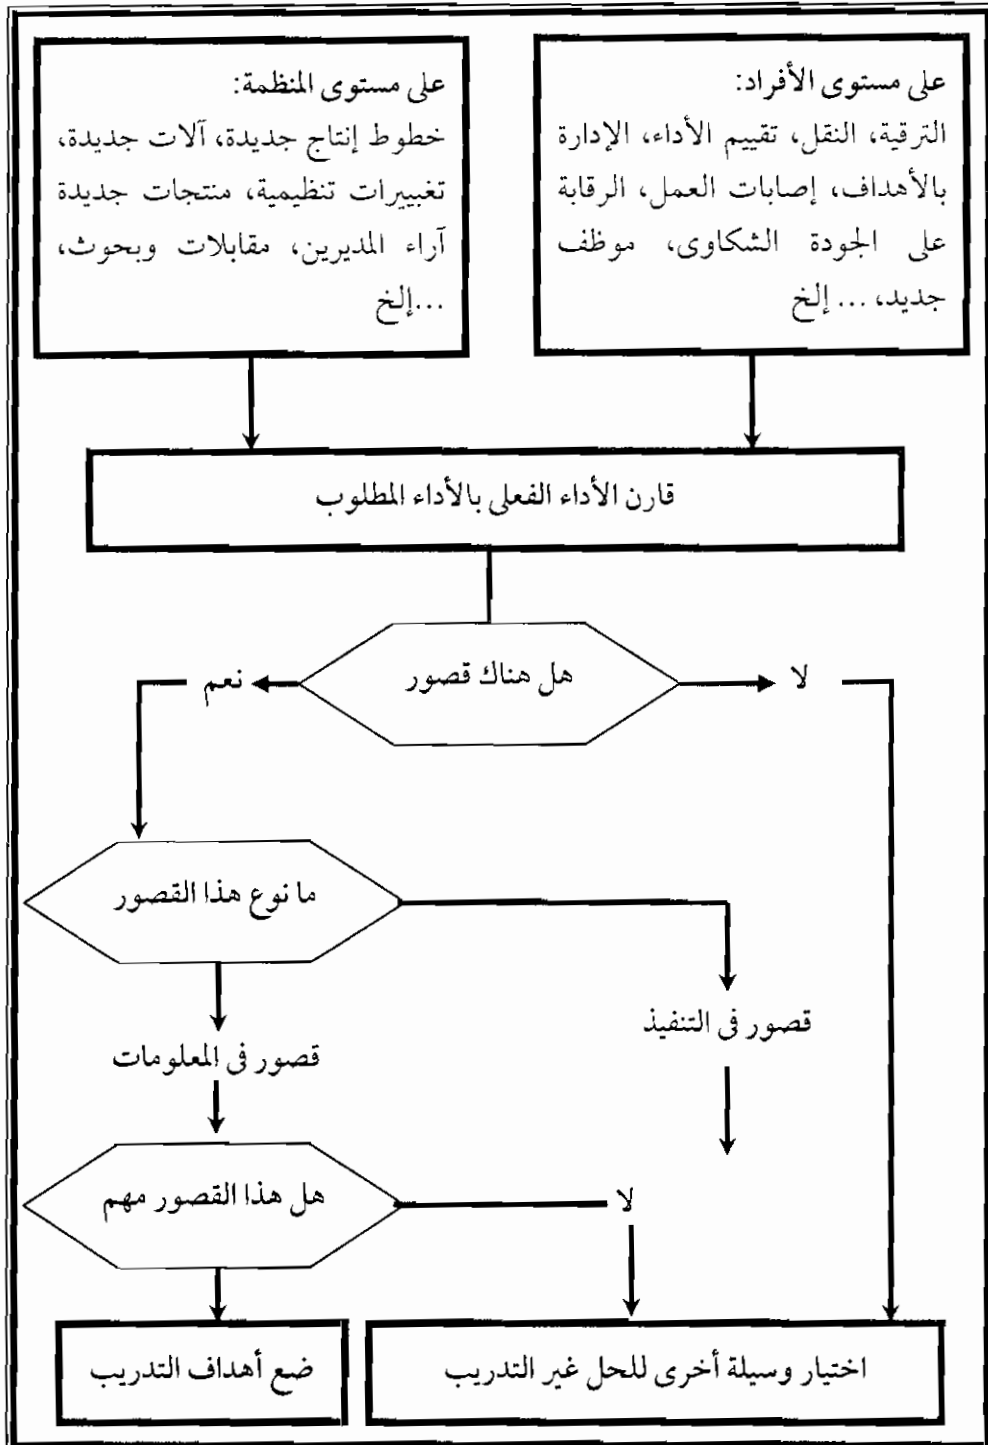 على مستوى الأفراد:
الترقية، النقل، تقييم الأداء، الإدارة
بالأهداف، إصابات العمل، الرقابة
على الجودة الشكاوى، موظف
جديد، ... إلخ
على مستوى المنظمة:
خطوط إنتاج جديدة، آلات جديدة،
تغييرات تنظيمية، منتجات جديدة
آراء المديرين، مقابلات وبحوث،
...إلخ
قارن الأداء الفعلى بالأداء المطلوب
هل هناك قصور
لا
نعم
ما نوع هذا القصور
قصور فى التنفيذ
قصور فى المعلومات
هل هذا القصور مهم
لا
اختيار وسيلة أخرى للحل غير التدريب
ضع أهداف التدريب